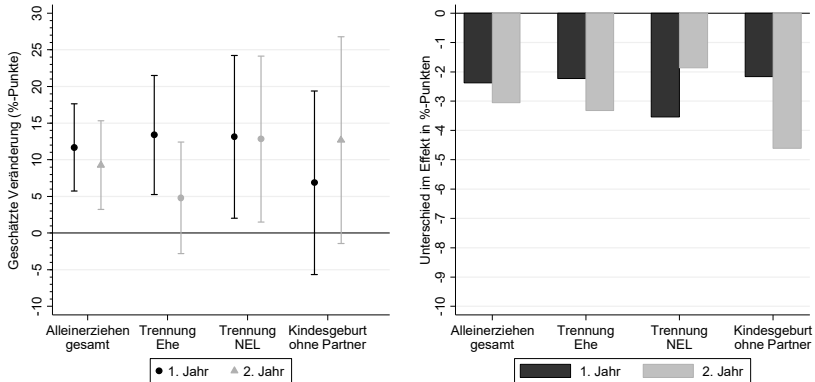 Geschätzte Veränderung (%-Punkte)
30
25
20
15
10
5
0
-5
-10
Alleinerziehen
gesamt
Trennung
Ehe
Trennung
NEL
Kindesgeburt
ohne Partner
1. Jahr
2. Jahr
Unterschied im Effekt in %-Punkten
-0
-1
-2
-3
-4
-5
-6
-7
-8
-9
-10
Alleinerziehen
gesamt
Trennung
Ehe
Trennung
NEL
Kindesgeburt
ohne Partner
1. Jahr
2. Jahr